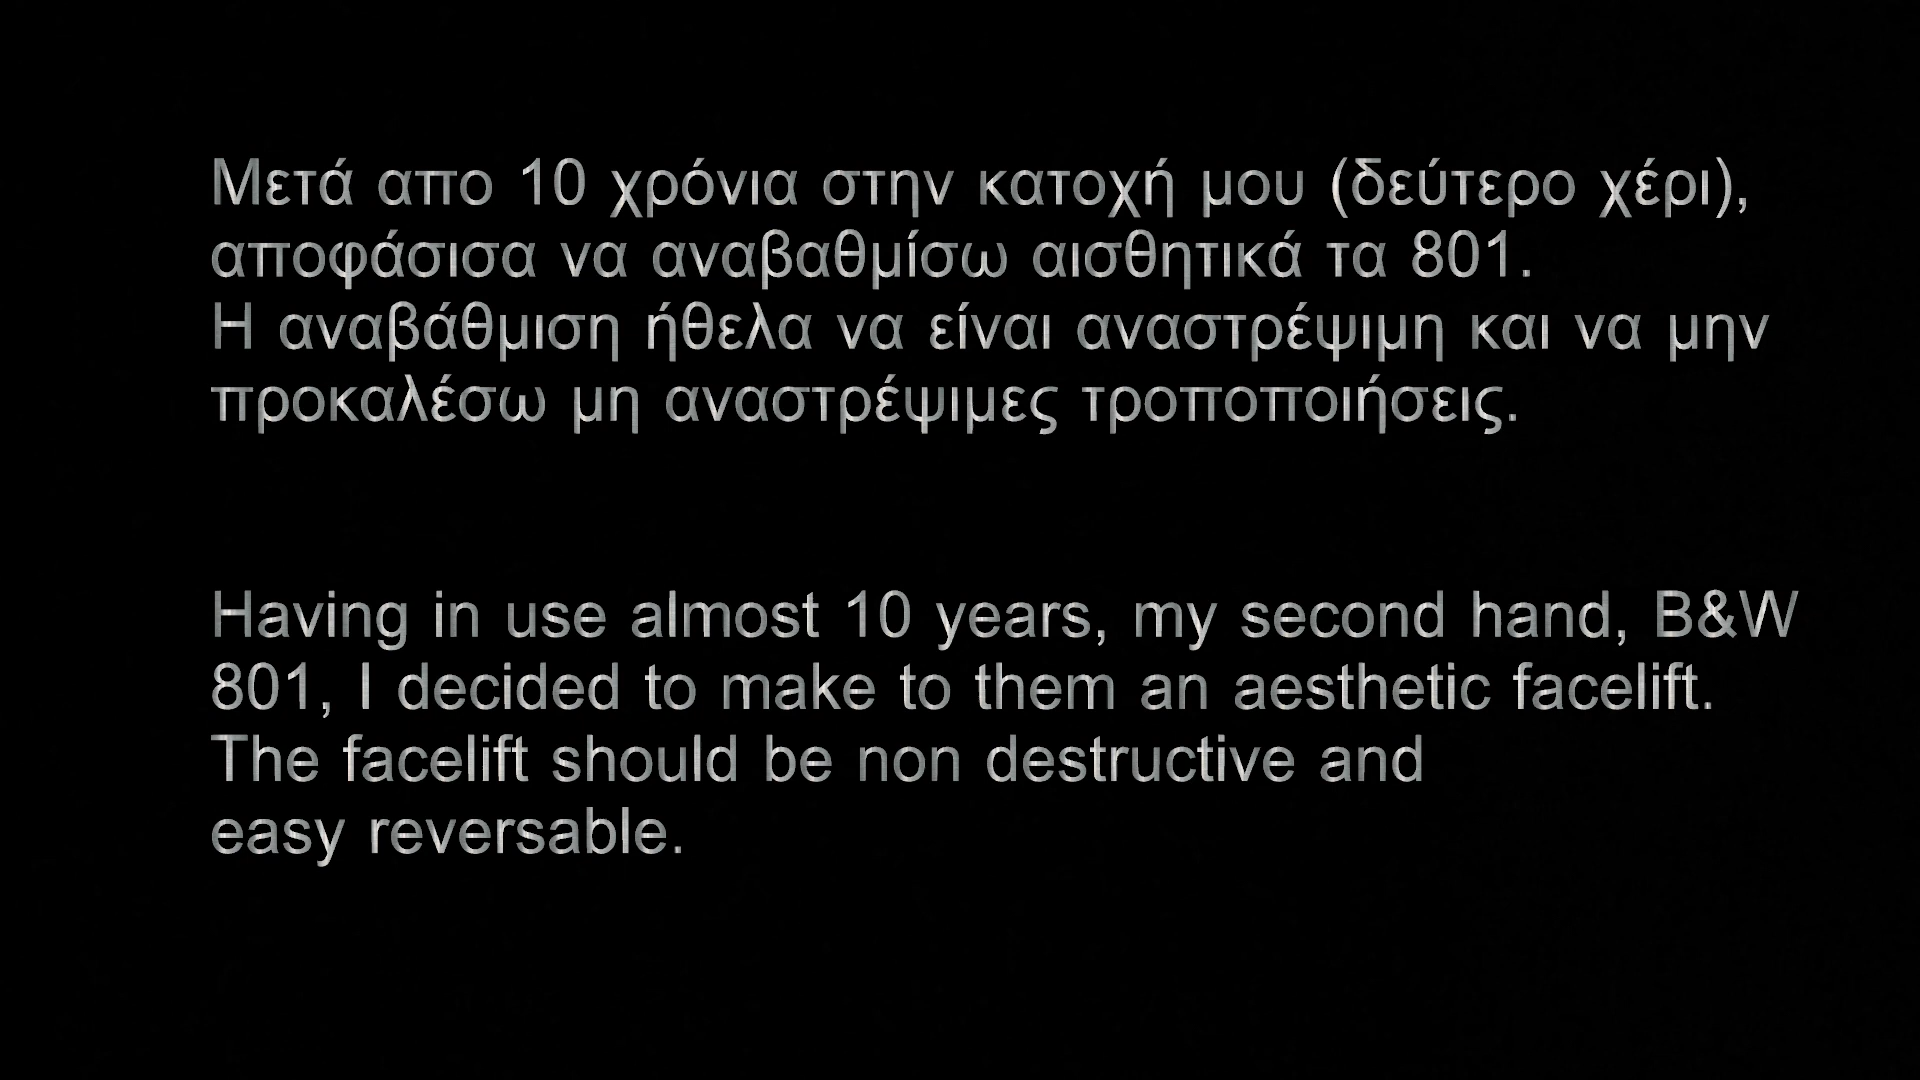 Μετά απο 10 χρόνια στην κατοχή μου (δεύτερο χέρι),
αποφάσισα να αναβαθμίσω αισθητικά τα 801.
Η αναβάθμιση ήθελα να είναι αναστρέψιμη και να μην
προκαλέσω μη αναστρέψιμες τροποποιήσεις.
Having in use almost 10 years, my second hand, B&W
801, I decided to make to them an aesthetic facelift.
The facelift should be non destructive and
easy reversable.